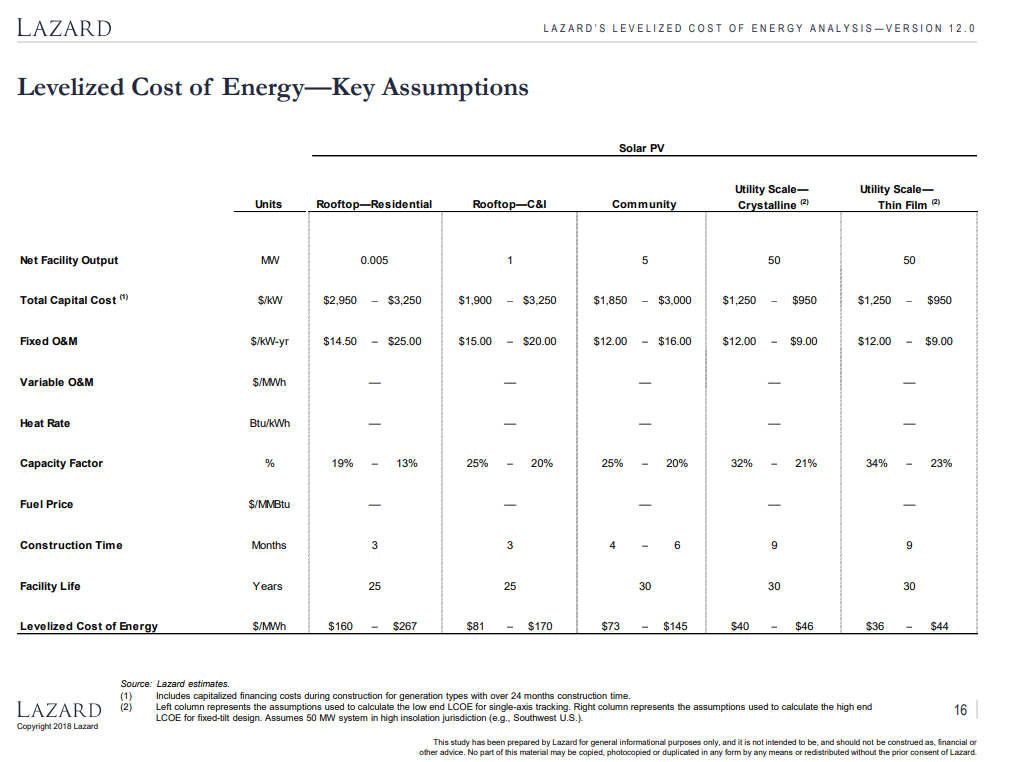 LAZARD
LAZARD'S LEVELIZED COST OF ENERGY ANALYSIS—VERSION 12.0
Levelized Cost of Energy—Key Assumptions
Solar PV
Units Rooftop—Residential Rooftop—C&I Community Utility Scale—Crystalline (2) Utility Scale—Thin Film (2)
Net Facility Output MW 0.005 1 5 50 50
Total Capital Cost (1) $/kW $2,950 – $3,250 $1,900 – $3,250 $1,850 – $3,000 $1,250 – $950 $1,250 – $950
Fixed O&M $/kW-yr $14.50 – $25.00 $15.00 – $20.00 $12.00 – $16.00 $12.00 – $9.00 $12.00 – $9.00
Variable O&M $/MWh — — — — —
Heat Rate Btu/kWh — — — — —
Capacity Factor % 19% – 13% 25% – 20% 25% – 20% 32% – 21% 34% – 23%
Fuel Price $/MMBtu — — — — —
Construction Time Months 3 3 4 – 6 9 9
Facility Life Years 25 25 30 30 30
Levelized Cost of Energy $/MWh $160 – $267 $81 – $170 $73 – $145 $40 – $46 $36 – $44
Source: Lazard estimates.
(1) Includes capitalized financing costs during construction for generation types with over 24 months construction time.
(2) Left column represents the assumptions used to calculate the low end LCOE for single-axis tracking. Right column represents the assumptions used to calculate the high end
LCOE for fixed-tilt design. Assumes 50 MW system in high insolation jurisdiction (e.g., Southwest U.S.).
LAZARD
Copyright 2018 Lazard
16
This study has been prepared by Lazard for general informational purposes only, and it is not intended to be, and should not be construed as, financial or
other advice. No part of this material may be copied, photocopied or duplicated in any form by any means or redistributed without the prior consent of Lazard.